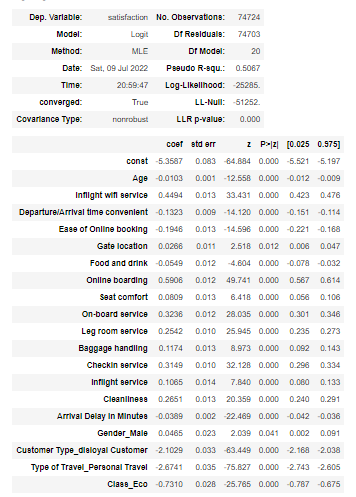 Dep. Variable: satisfaction No. Observations: 74724
Model: Logit Df Residuals: 74703
Method: MLE Df Model: 20
Date: Sat, 09 Jul 2022 Pseudo R-squ.: 0.5067
Time: 20:59:47 Log-Likelihood: -25285.
converged: True LL-Null: -51252.
Covariance Type: nonrobust LLR p-value: 0.000
coef std err z P>|z| [0.025 0.975]
const -5.3587 0.083 -64.884 0.000 -5.521 -5.197
Age -0.0103 0.001 -12.558 0.000 -0.012 -0.009
Inflight wifi service 0.4494 0.013 33.431 0.000 0.423 0.476
Departure/Arrival time convenient -0.1323 0.009 -14.120 0.000 -0.151 -0.114
Ease of Online booking -0.1946 0.013 -14.596 0.000 -0.221 -0.168
Gate location 0.0266 0.011 2.518 0.012 0.006 0.047
Food and drink -0.0549 0.012 -4.604 0.000 -0.078 -0.032
Online boarding 0.5906 0.012 49.741 0.000 0.567 0.614
Seat comfort 0.0809 0.013 6.418 0.000 0.056 0.106
On-board service 0.3236 0.012 28.035 0.000 0.301 0.346
Leg room service 0.2542 0.010 25.945 0.000 0.235 0.273
Baggage handling 0.1174 0.013 8.973 0.000 0.092 0.143
Checkin service 0.3149 0.010 32.128 0.000 0.296 0.334
Inflight service 0.1065 0.014 7.840 0.000 0.080 0.133
Cleanliness 0.2651 0.013 20.359 0.000 0.240 0.291
Arrival Delay in Minutes -0.0389 0.002 -22.469 0.000 -0.042 -0.036
Gender_Male 0.0465 0.023 2.039 0.041 0.002 0.091
Customer Type_disloyal Customer -2.1029 0.033 -63.449 0.000 -2.168 -2.038
Type of Travel_Personal Travel -2.6741 0.035 -75.827 0.000 -2.743 -2.605
Class_Eco -0.7310 0.028 -25.765 0.000 -0.787 -0.675